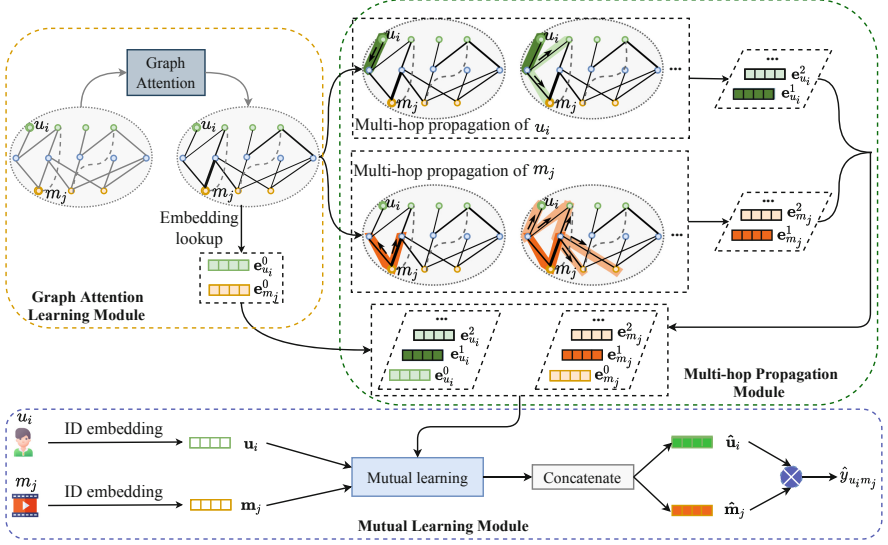 Graph
Attention
u_i
m_j
u_i
m_j
Embedding
lookup
e^0_{u_i}
e^0_{m_j}
Graph Attention
Learning Module
u_i
m_j
u_i
m_j
...
Multi-hop propagation of u_i
...
e^2_{u_i}
e^1_{u_i}
Multi-hop propagation of m_j
u_i
m_j
u_i
m_j
...
...
e^2_{m_j}
e^1_{m_j}
...
e^2_{u_i}
e^1_{u_i}
e^0_{u_i}
...
e^2_{m_j}
e^1_{m_j}
e^0_{m_j}
Multi-hop Propagation
Module
u_i
ID embedding
u_i
m_j
ID embedding
m_j
Mutual learning
Concatenate
û_i
m̂_j
ŷ_{u_i m_j}
Mutual Learning Module